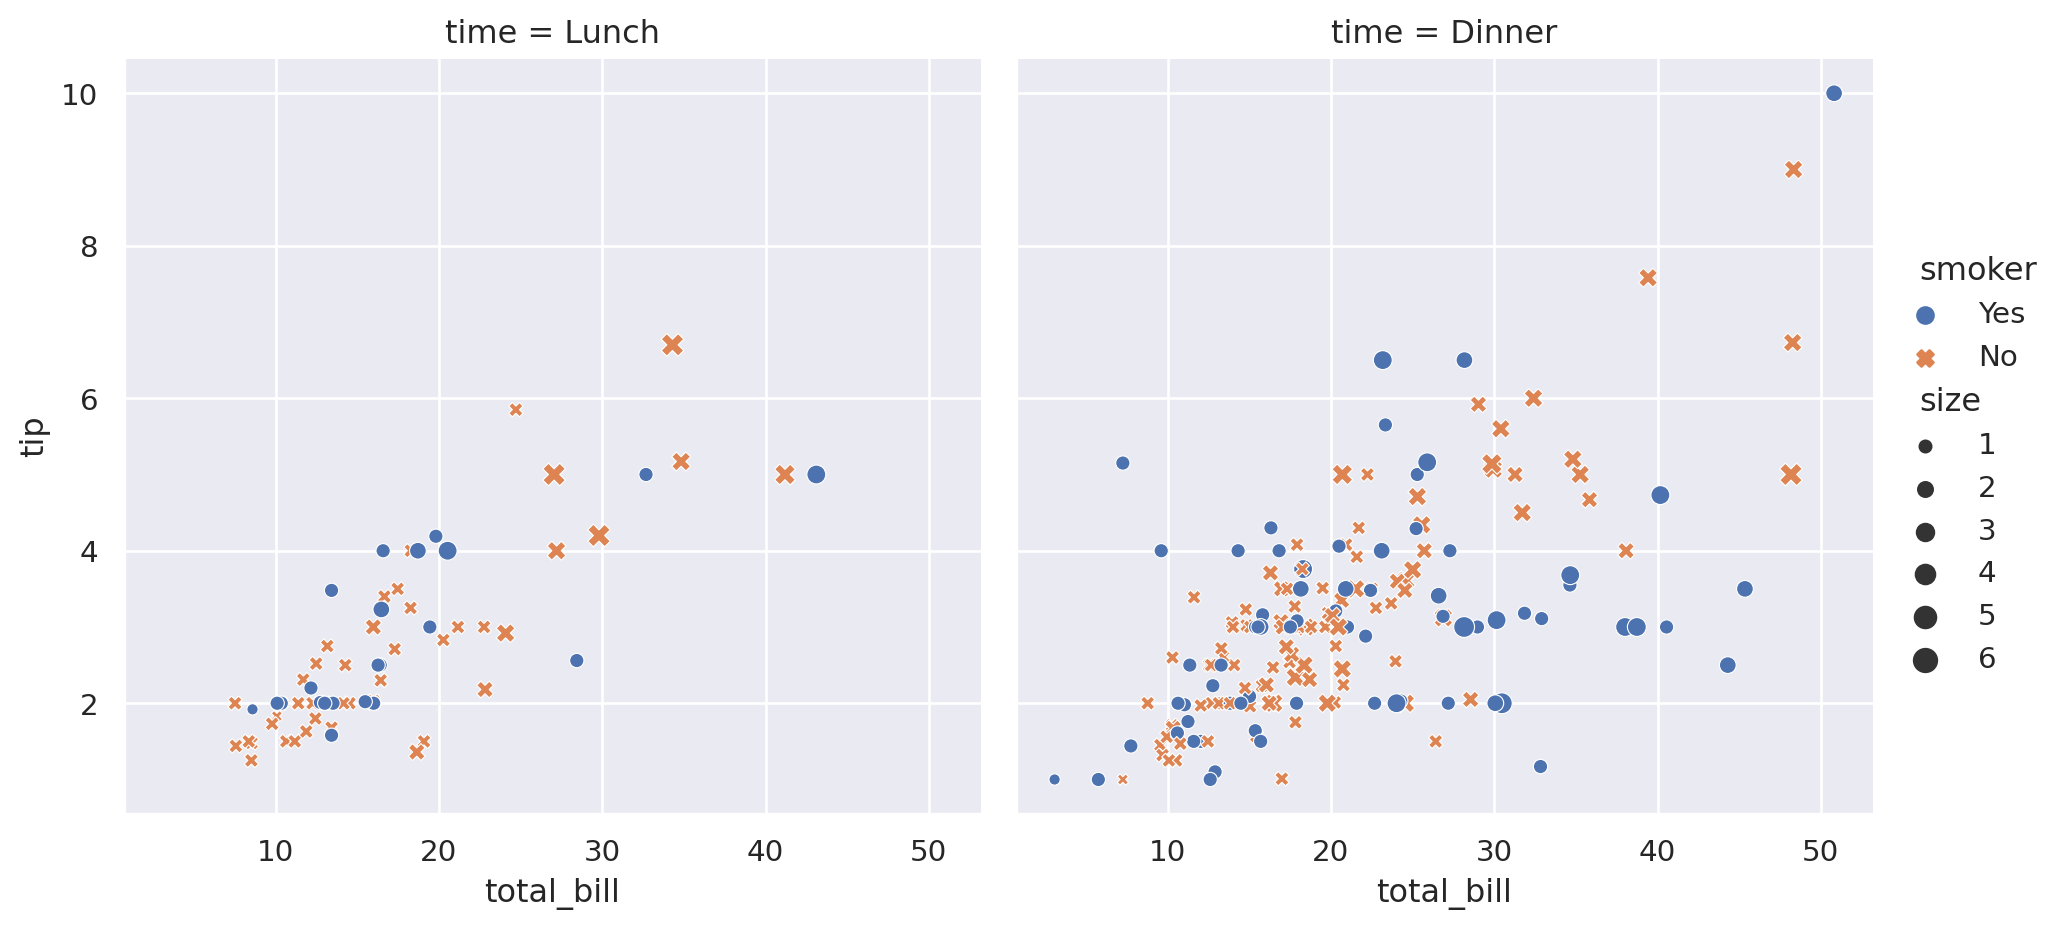 time = Lunch
time = Dinner
tip
10
8
6
4
2
10 20 30 40 50
10 20 30 40 50
total_bill
total_bill
smoker
Yes
No
size
1
2
3
4
5
6